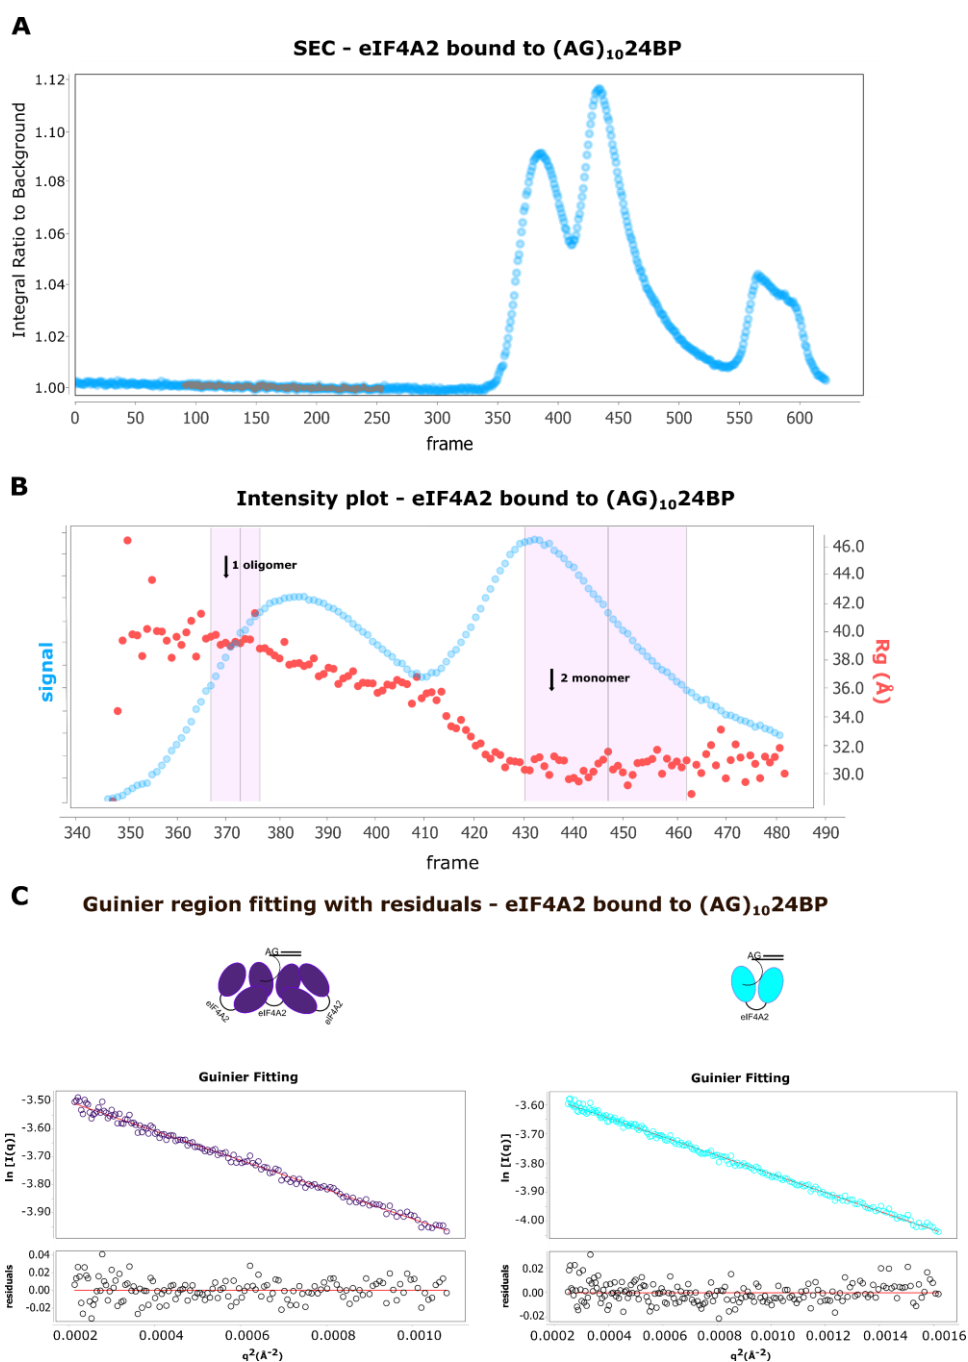 A
SEC - eIF4A2 bound to (AG)₁₀24BP
Integral Ratio to Background
1.12
1.10
1.08
1.06
1.04
1.02
1.00
0 50 100 150 200 250 300 350 400 450 500 550 600
frame
B
Intensity plot - eIF4A2 bound to (AG)₁₀24BP
signal
1 oligomer
2 monomer
46.0
44.0
42.0
40.0
38.0
36.0
34.0
32.0
30.0
Rg (Å)
340 350 360 370 380 390 400 410 430 440 450 460 470 480 490
frame
C
Guinier region fitting with residuals - eIF4A2 bound to (AG)₁₀24BP
AG
eIF4A2
eIF4A2
eIF4A2
AG
eIF4A2
Guinier Fitting
ln [I(q)]
-3.50
-3.60
-3.70
-3.80
-3.90
residuals
0.04
0.02
0.00
-0.02
0.0002 0.0004 0.0006 0.0008 0.0010
q²(Å⁻²)
Guinier Fitting
ln [I(q)]
-3.60
-3.70
-3.80
-3.90
-4.00
residuals
0.02
0.00
-0.02
0.0002 0.0004 0.0006 0.0008 0.0010 0.0012 0.0014 0.0016
q²(Å⁻²)